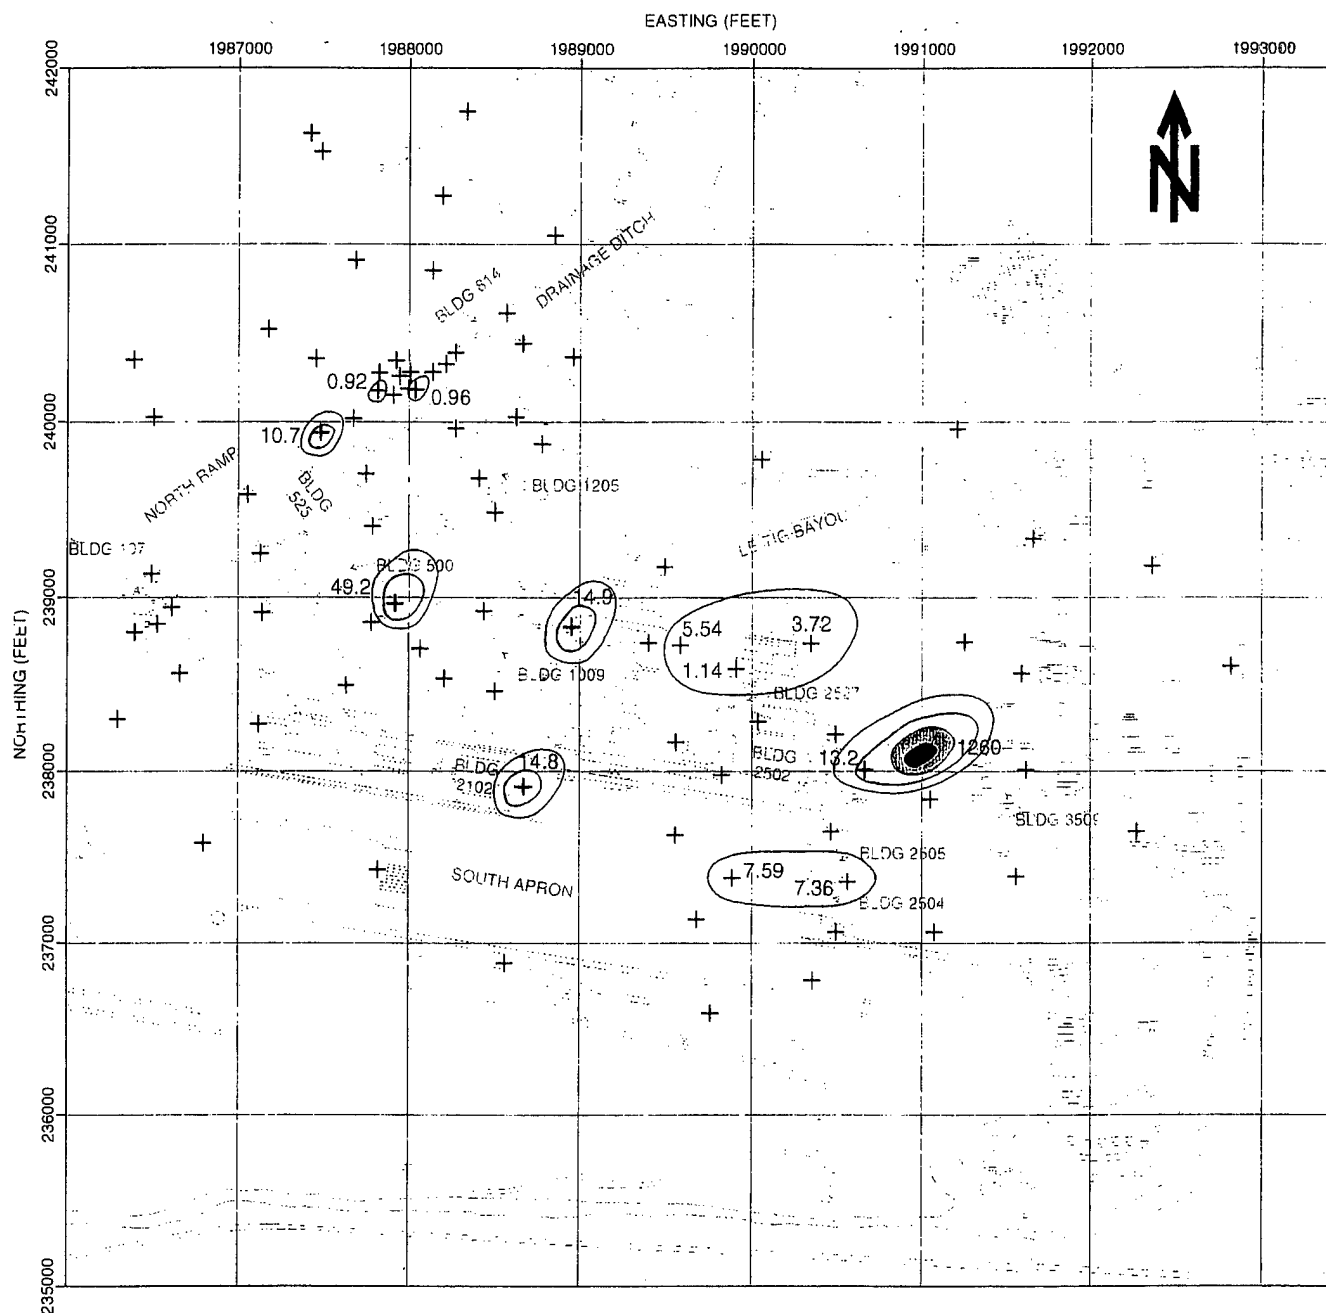 EASTING (FEET)
1987000 1988000 1989000 1990000 1991000 1992000 1993000
242000
241000
240000
239000
238000
237000
236000
235000
NORTHING (FEET)
N
DRAINAGE DITCH
BLDG 814
0.92
0.96
10.7
NORTH RAMP
BLDG
525
BLDG 1205
LE TIG BAYOU
BLDG 107
BLDG 500
49.2
14.9
5.54
3.72
1.14
BLDG 1009
BLDG 2527
13.2
1260
BLDG
2502
14.8
BLDG
2102
BLDG 3509
BLDG 2505
7.59
7.36
SOUTH APRON
BLDG 2504